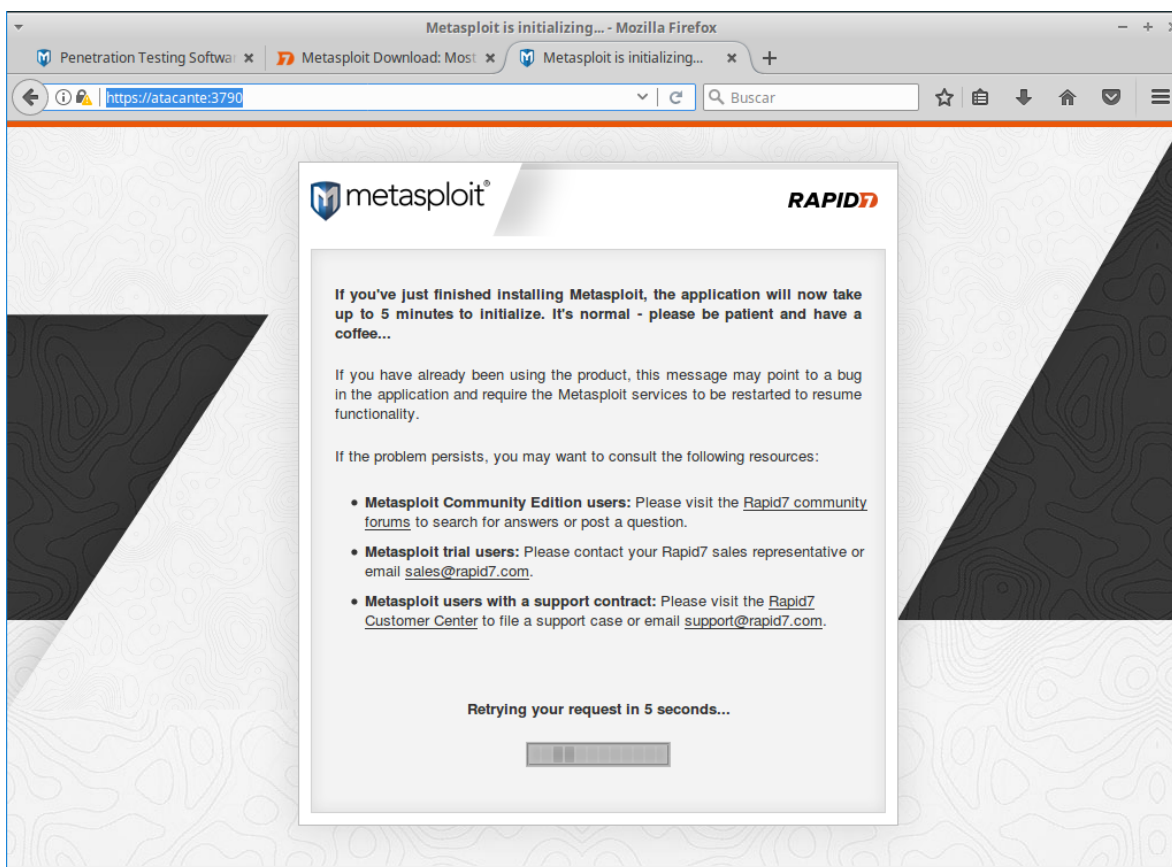 Metasploit is initializing... - Mozilla Firefox
Penetration Testing Softwar
Metasploit Download: Most
Metasploit is initializing...
https://atacante:3790
Buscar
metasploit®
RAPID7
If you've just finished installing Metasploit, the application will now take
up to 5 minutes to initialize. It's normal - please be patient and have a
coffee...
If you have already been using the product, this message may point to a bug
in the application and require the Metasploit services to be restarted to resume
functionality.
If the problem persists, you may want to consult the following resources:
• Metasploit Community Edition users: Please visit the Rapid7 community
forums to search for answers or post a question.
• Metasploit trial users: Please contact your Rapid7 sales representative or
email sales@rapid7.com.
• Metasploit users with a support contract: Please visit the Rapid7
Customer Center to file a support case or email support@rapid7.com.
Retrying your request in 5 seconds...